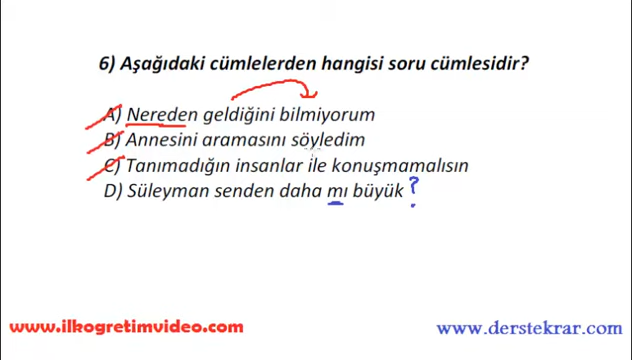 6) Aşağıdaki cümlelerden hangisi soru cümlesidir?
A) Nereden geldiğini bilmiyorum
B) Annesini aramasını söyledim
C) Tanımadığın insanlar ile konuşmamalısın
D) Süleyman senden daha mı büyük ?
www.ilkogretimvideo.com
www.derstekrar.com